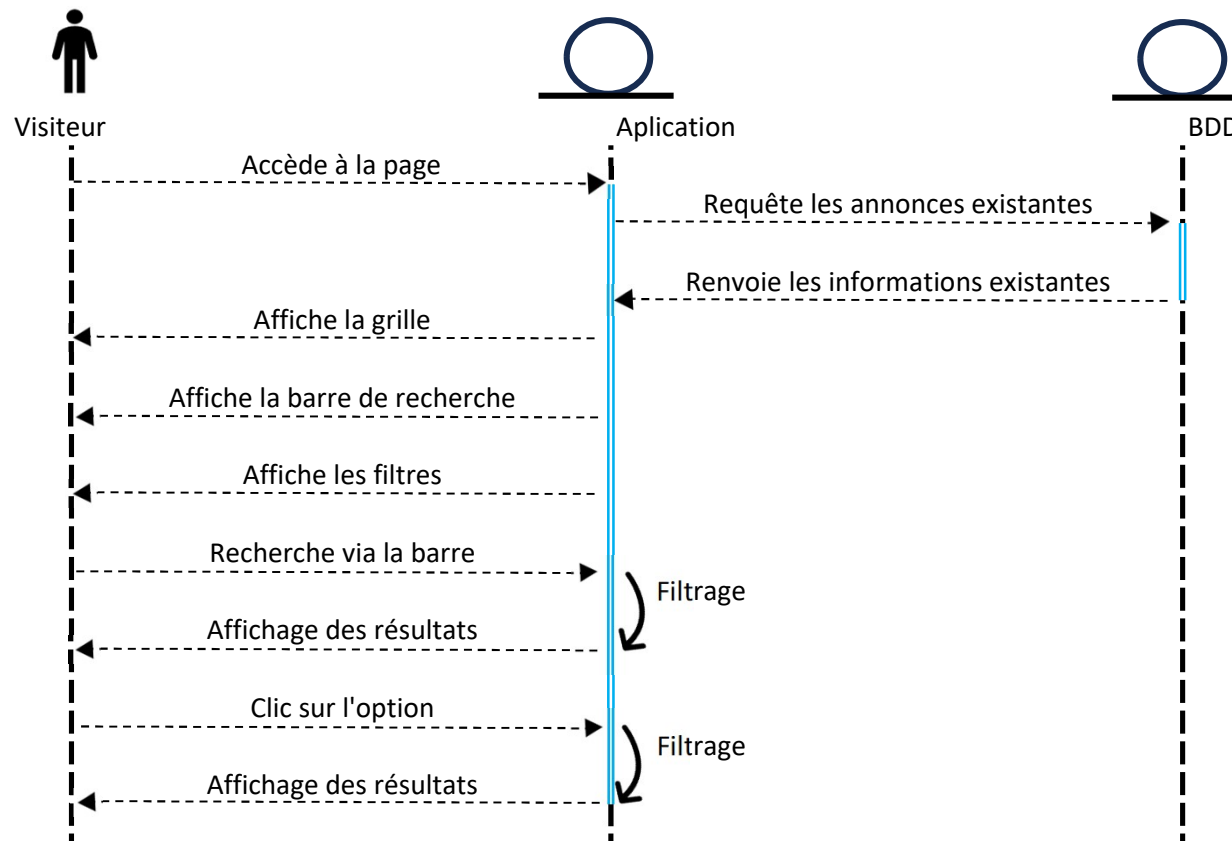 Visiteur
Aplication
BDD
Accède à la page
Requête les annonces existantes
Renvoie les informations existantes
Affiche la grille
Affiche la barre de recherche
Affiche les filtres
Recherche via la barre
Filtrage
Affichage des résultats
Clic sur l'option
Filtrage
Affichage des résultats